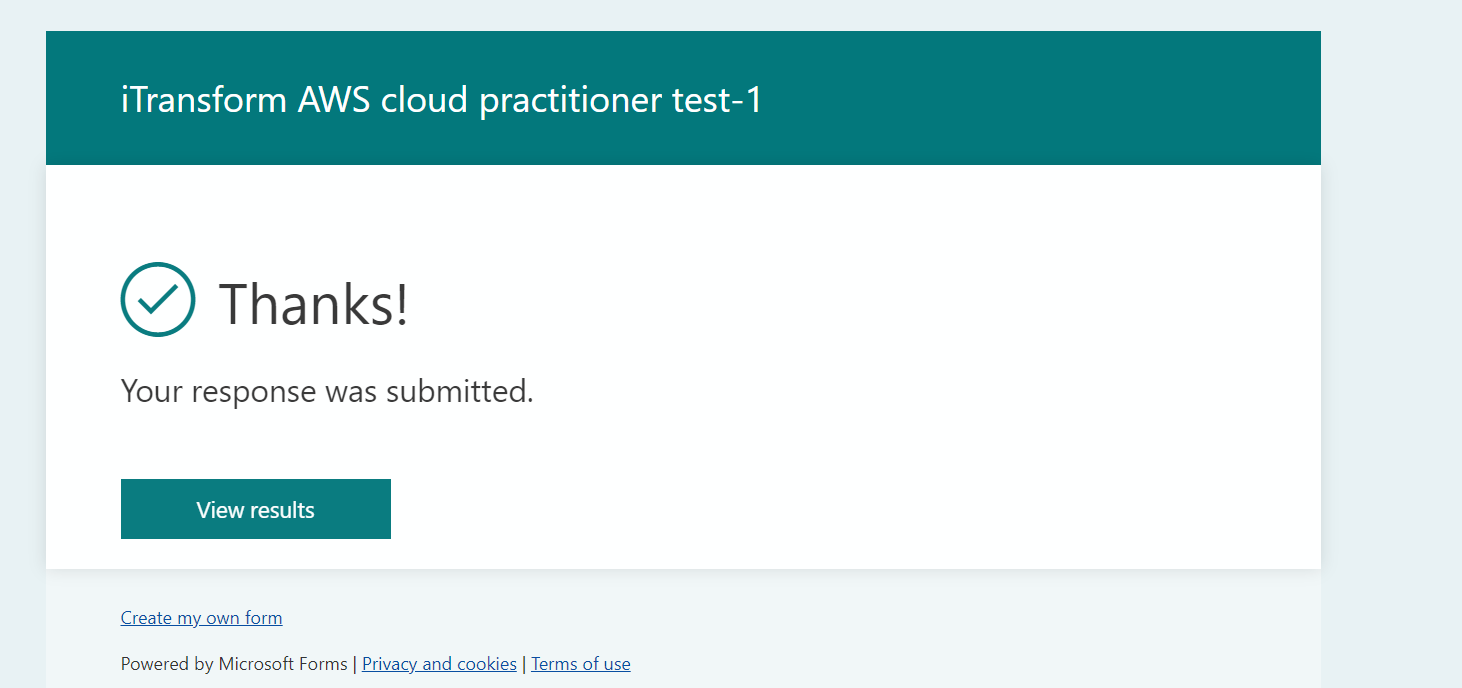 iTransform AWS cloud practitioner test-1
Thanks!
Your response was submitted.
View results
Create my own form
Powered by Microsoft Forms | Privacy and cookies | Terms of use